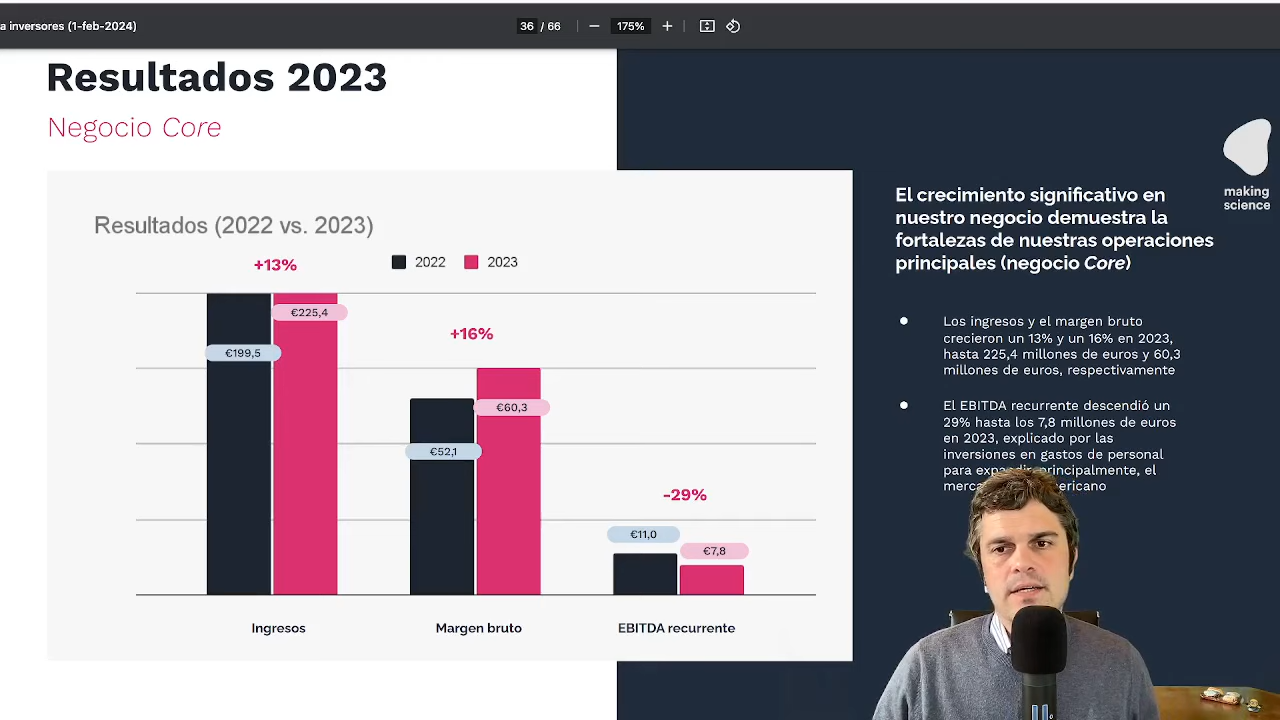 a inversores (1-feb-2024)
36 / 66
175%
Resultados 2023
Negocio Core
making
science
Resultados (2022 vs. 2023)
2022
2023
+13%
€225,4
€199,5
+16%
€60,3
€52,1
-29%
€11,0
€7,8
Ingresos
Margen bruto
EBITDA recurrente
El crecimiento significativo en
nuestro negocio demuestra la
fortalezas de nuestras operaciones
principales (negocio Core)
Los ingresos y el margen bruto
crecieron un 13% y un 16% en 2023,
hasta 225,4 millones de euros y 60,3
millones de euros, respectivamente
El EBITDA recurrente descendió un
29% hasta los 7,8 millones de euros
en 2023, explicado por las
inversiones en gastos de personal
para principalmente, el